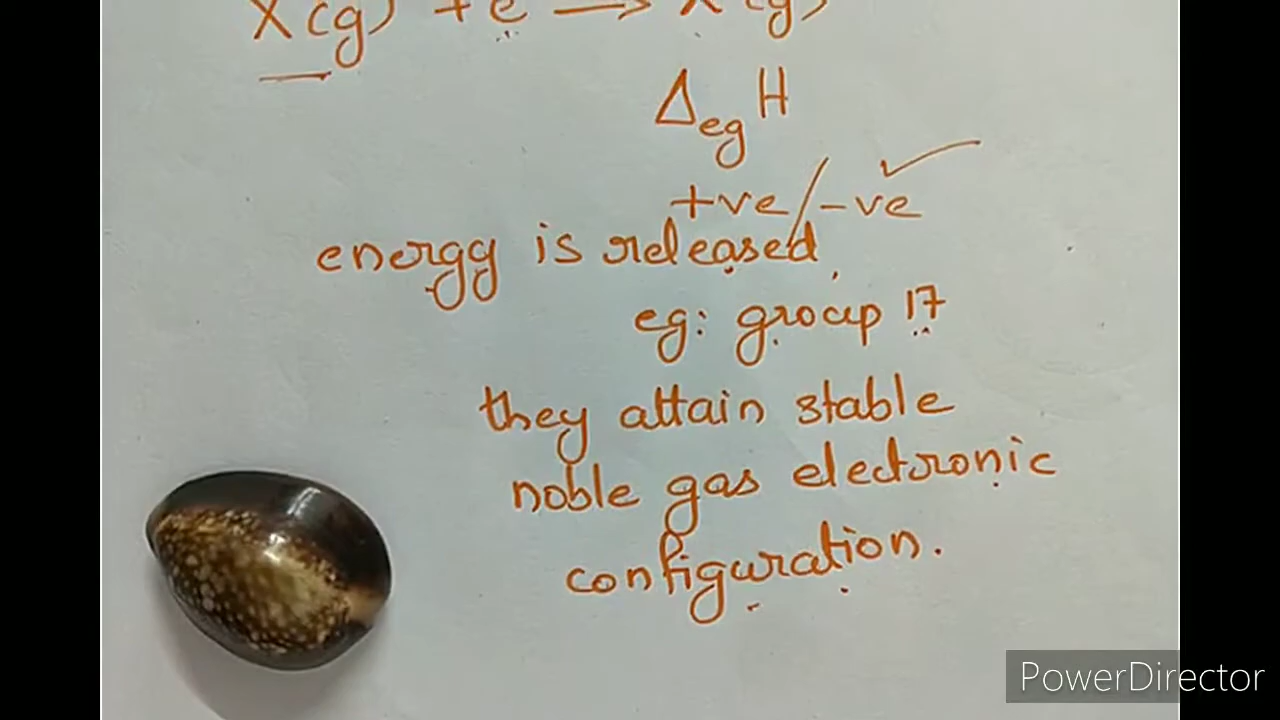 X(g) + e → X (g)
ΔegH
+ve/-ve ✓
energy is released,
eg: group 17
they attain stable
noble gas electronic
configuration.
PowerDirector